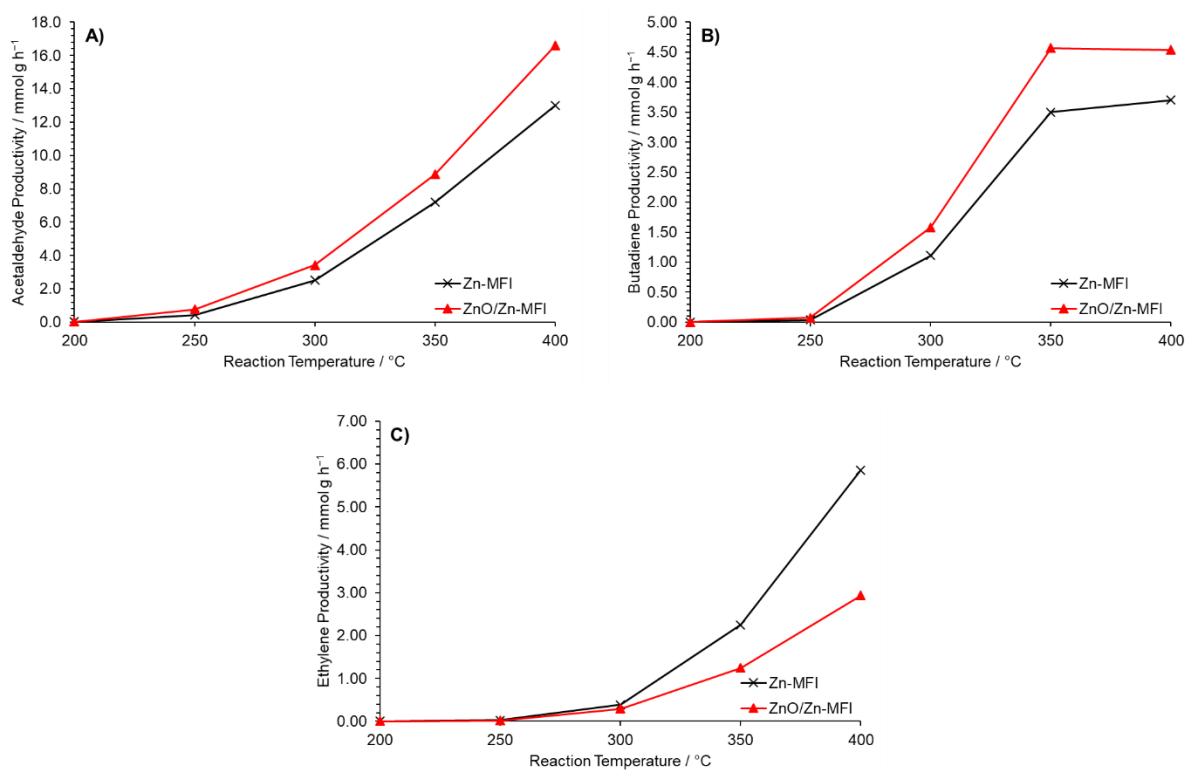 A)
Acetaldehyde Productivity / mmol g h⁻¹
18.0
16.0
14.0
12.0
10.0
8.0
6.0
4.0
2.0
0.0
200 250 300 350 400
Reaction Temperature / °C
Zn-MFI
ZnO/Zn-MFI
B)
Butadiene Productivity / mmol g h⁻¹
5.00
4.50
4.00
3.50
3.00
2.50
2.00
1.50
1.00
0.50
0.00
200 250 300 350 400
Reaction Temperature / °C
Zn-MFI
ZnO/Zn-MFI
C)
Ethylene Productivity / mmol g h⁻¹
7.00
6.00
5.00
4.00
3.00
2.00
1.00
0.00
200 250 300 350 400
Reaction Temperature / °C
Zn-MFI
ZnO/Zn-MFI